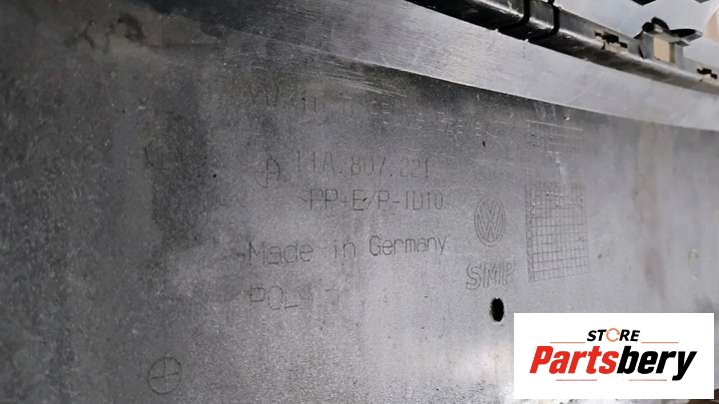 11A.807.221
PP+E/P-TD10
Made in Germany
SMP
STORE
Partsbery